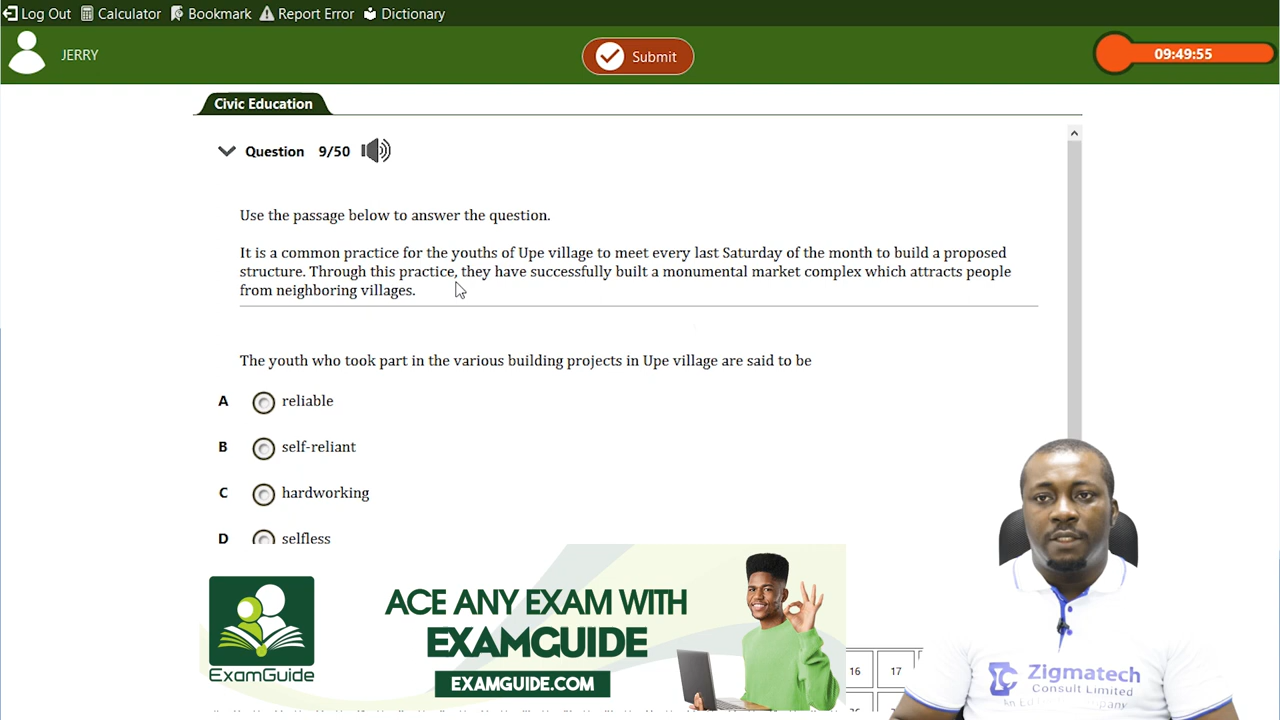 Log Out Calculator Bookmark Report Error Dictionary
JERRY
Submit
09:49:55
Civic Education
Question 9/50
Use the passage below to answer the question.
It is a common practice for the youths of Upe village to meet every last Saturday of the month to build a proposed
structure. Through this practice, they have successfully built a monumental market complex which attracts people
from neighboring villages.
The youth who took part in the various building projects in Upe village are said to be
A reliable
B self-reliant
C hardworking
D selfless
ExamGuide
ACE ANY EXAM WITH
EXAMGUIDE
EXAMGUIDE.COM
16 17
Zigmatech
Consult Limited